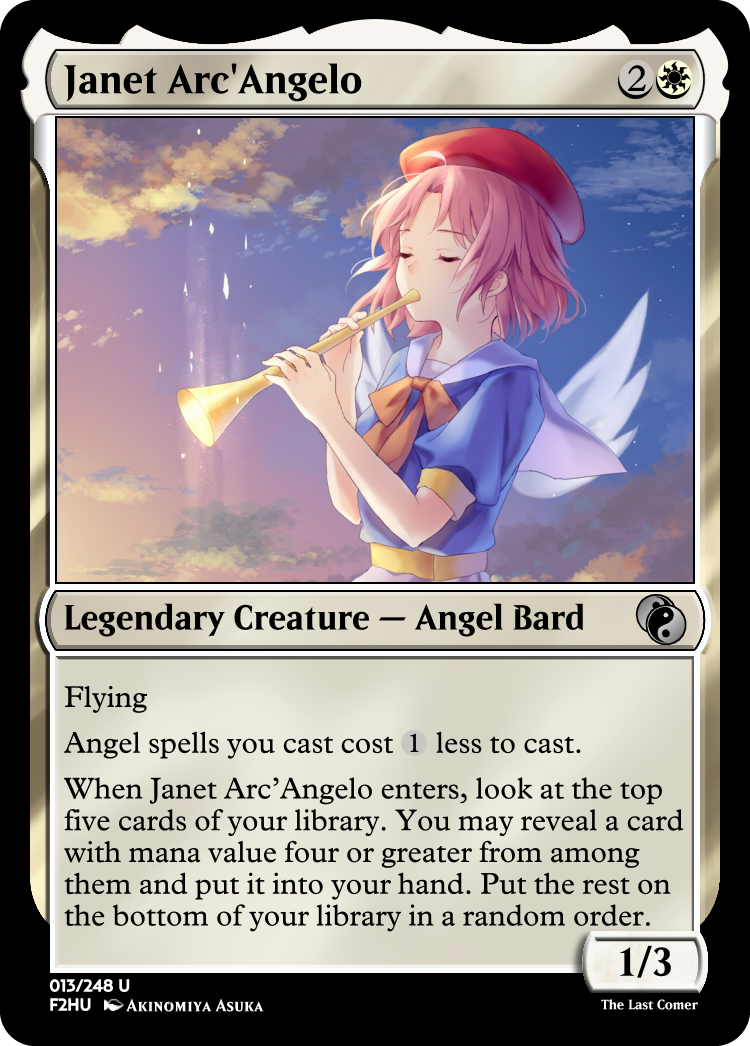 Janet Arc'Angelo 2
Legendary Creature — Angel Bard
Flying
Angel spells you cast cost 1 less to cast.
When Janet Arc’Angelo enters, look at the top
five cards of your library. You may reveal a card
with mana value four or greater from among
them and put it into your hand. Put the rest on
the bottom of your library in a random order.
1/3
013/248 U
F2HU AKINOMIYA ASUKA
The Last Comer